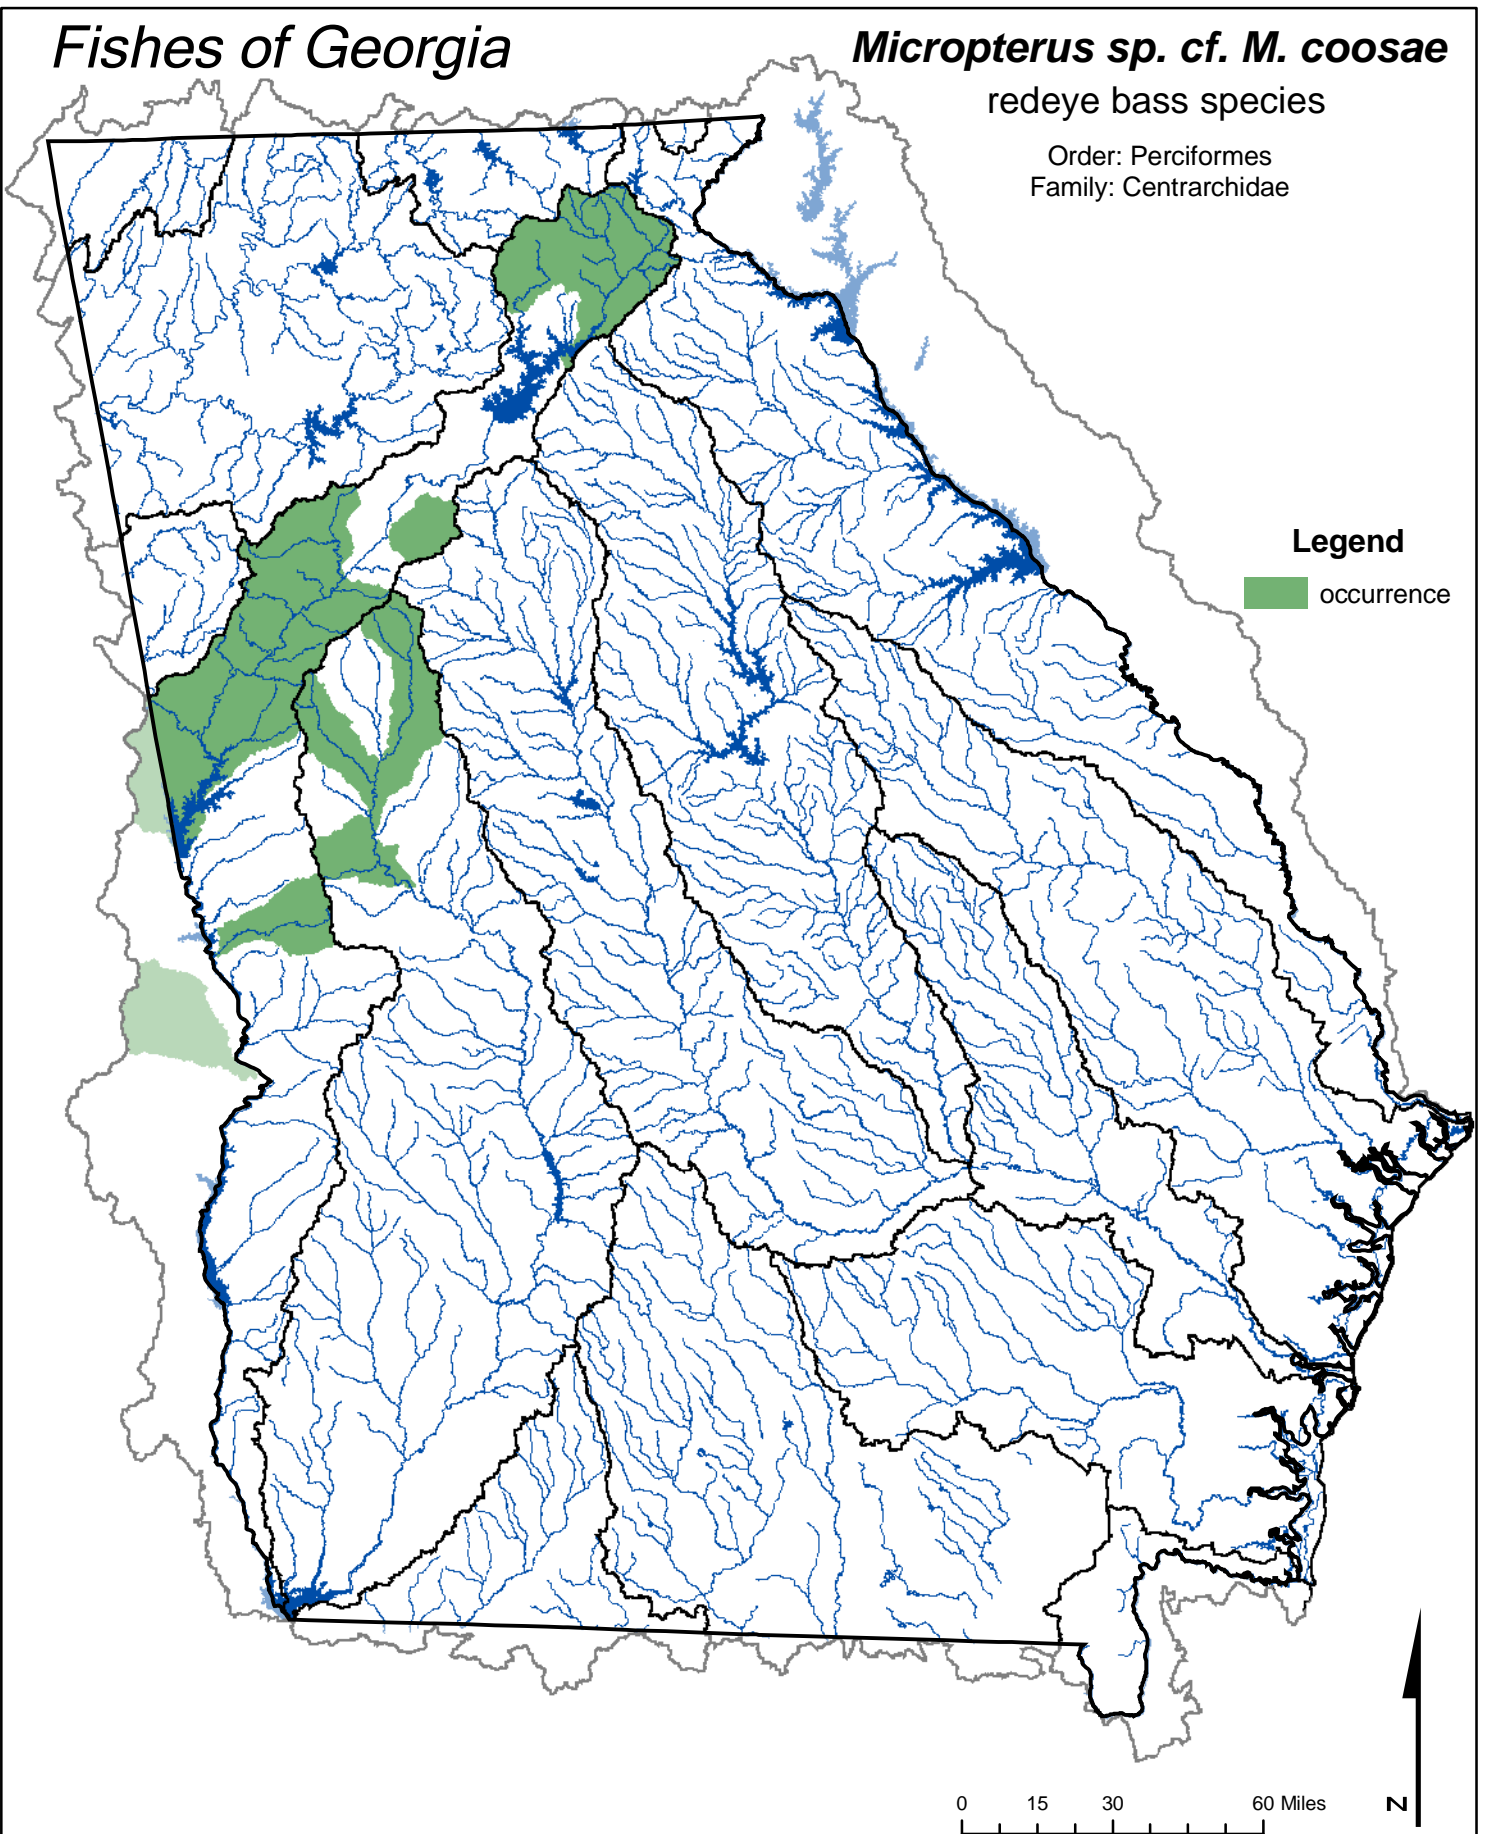 Fishes of Georgia
Micropterus sp. cf. M. coosae
redeye bass species
Order: Perciformes
Family: Centrarchidae
Legend
occurrence
0 15 30 60 Miles
N